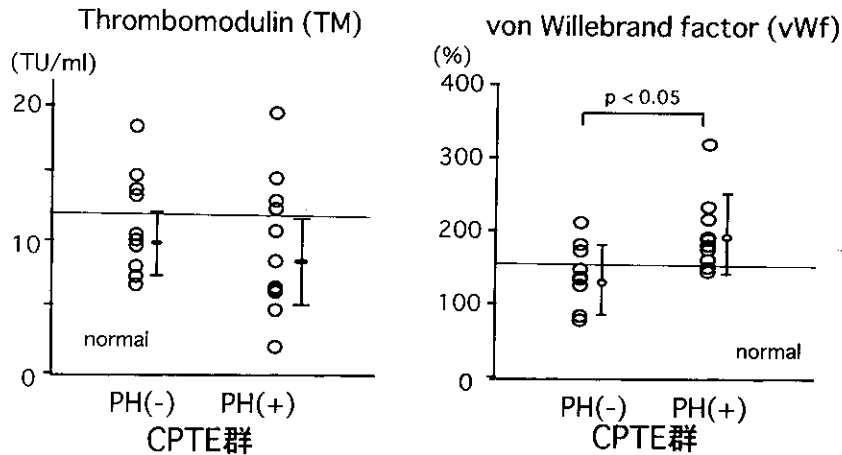 Thrombomodulin (TM)
(TU/ml)
20
10
0
normal
PH(-) PH(+)
CPTE群
von Willebrand factor (vWf)
(%)
400
p < 0.05
300
200
100
0
normal
PH(-) PH(+)
CPTE群